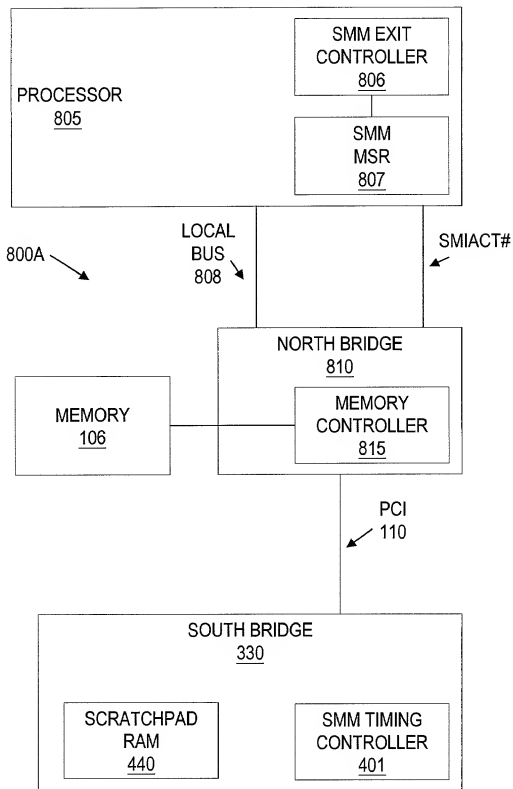 SMM EXIT
CONTROLLER
806
PROCESSOR
805
SMM
MSR
807
LOCAL
BUS
808
SMIACT#
800A
NORTH BRIDGE
810
MEMORY
106
MEMORY
CONTROLLER
815
PCI
110
SOUTH BRIDGE
330
SCRATCHPAD
RAM
440
SMM TIMING
CONTROLLER
401